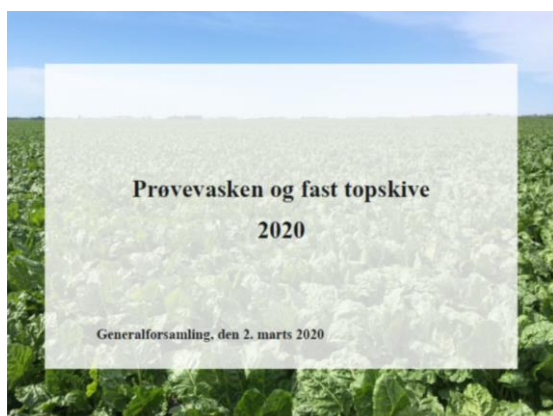 Prøvevasken og fast topskive
2020
Generalforsamling, den 2. marts 2020